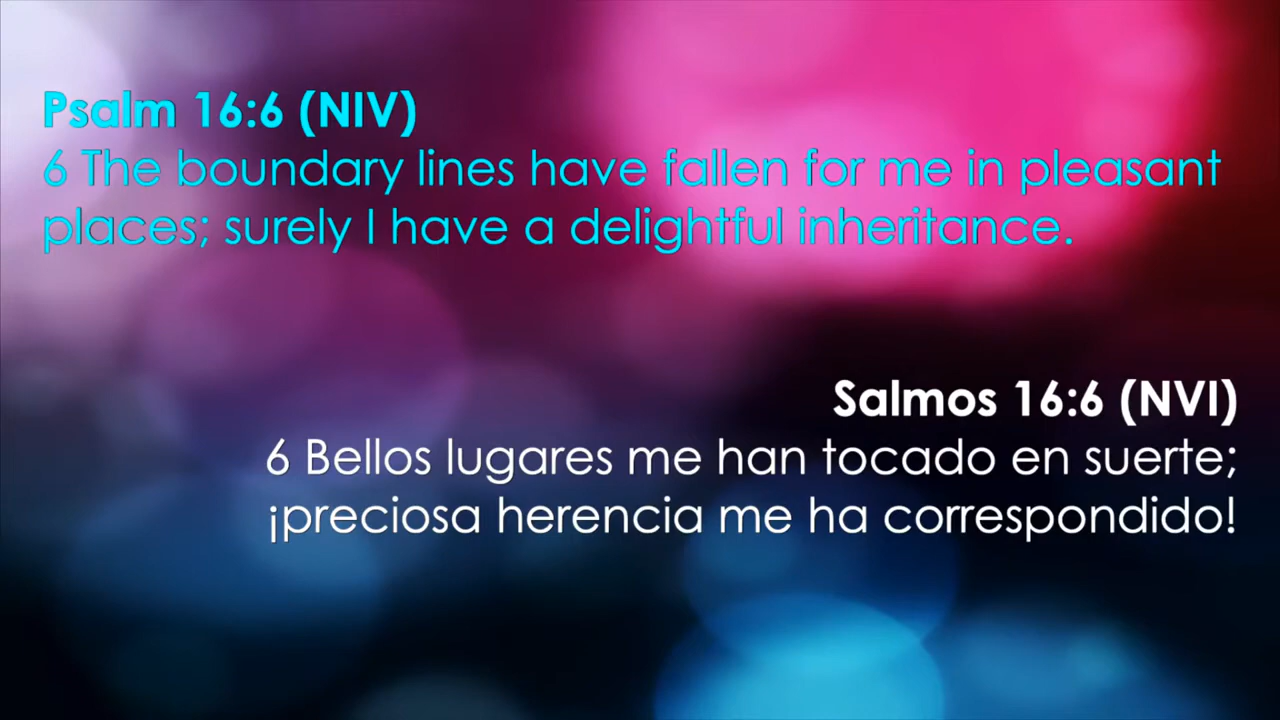 Psalm 16:6 (NIV)
6 The boundary lines have fallen for me in pleasant
places; surely I have a delightful inheritance.
Salmos 16:6 (NVI)
6 Bellos lugares me han tocado en suerte;
¡preciosa herencia me ha correspondido!